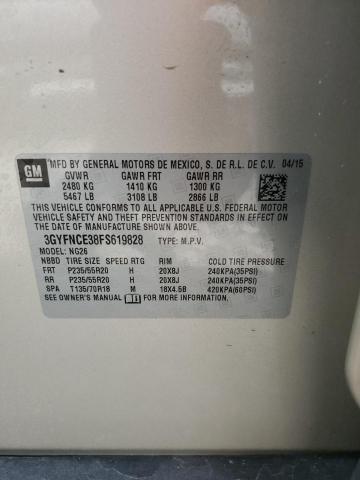 GM
MFD BY GENERAL MOTORS DE MEXICO, S. DE R.L. DE C.V. 04/15
GVWR GAWR FRT GAWR RR
2480 KG 1410 KG 1300 KG
5467 LB 3108 LB 2866 LB
THIS VEHICLE CONFORMS TO ALL APPLICABLE U.S. FEDERAL MOTOR
VEHICLE SAFETY, BUMPER, AND THEFT PREVENTION STANDARDS
IN EFFECT ON THE DATE OF MANUFACTURE SHOWN ABOVE.
3GYFNCE38FS619828 TYPE: M.P.V.
MODEL: NG26
NBBD TIRE SIZE SPEED RTG RIM COLD TIRE PRESSURE
FRT P235/55R20 H 20X8J 240KPA(35PSI)
RR P235/55R20 H 20X8J 240KPA(35PSI)
SPA T135/70R18 M 18X4.5B 420KPA(60PSI)
SEE OWNER'S MANUAL FOR MORE INFORMATION.